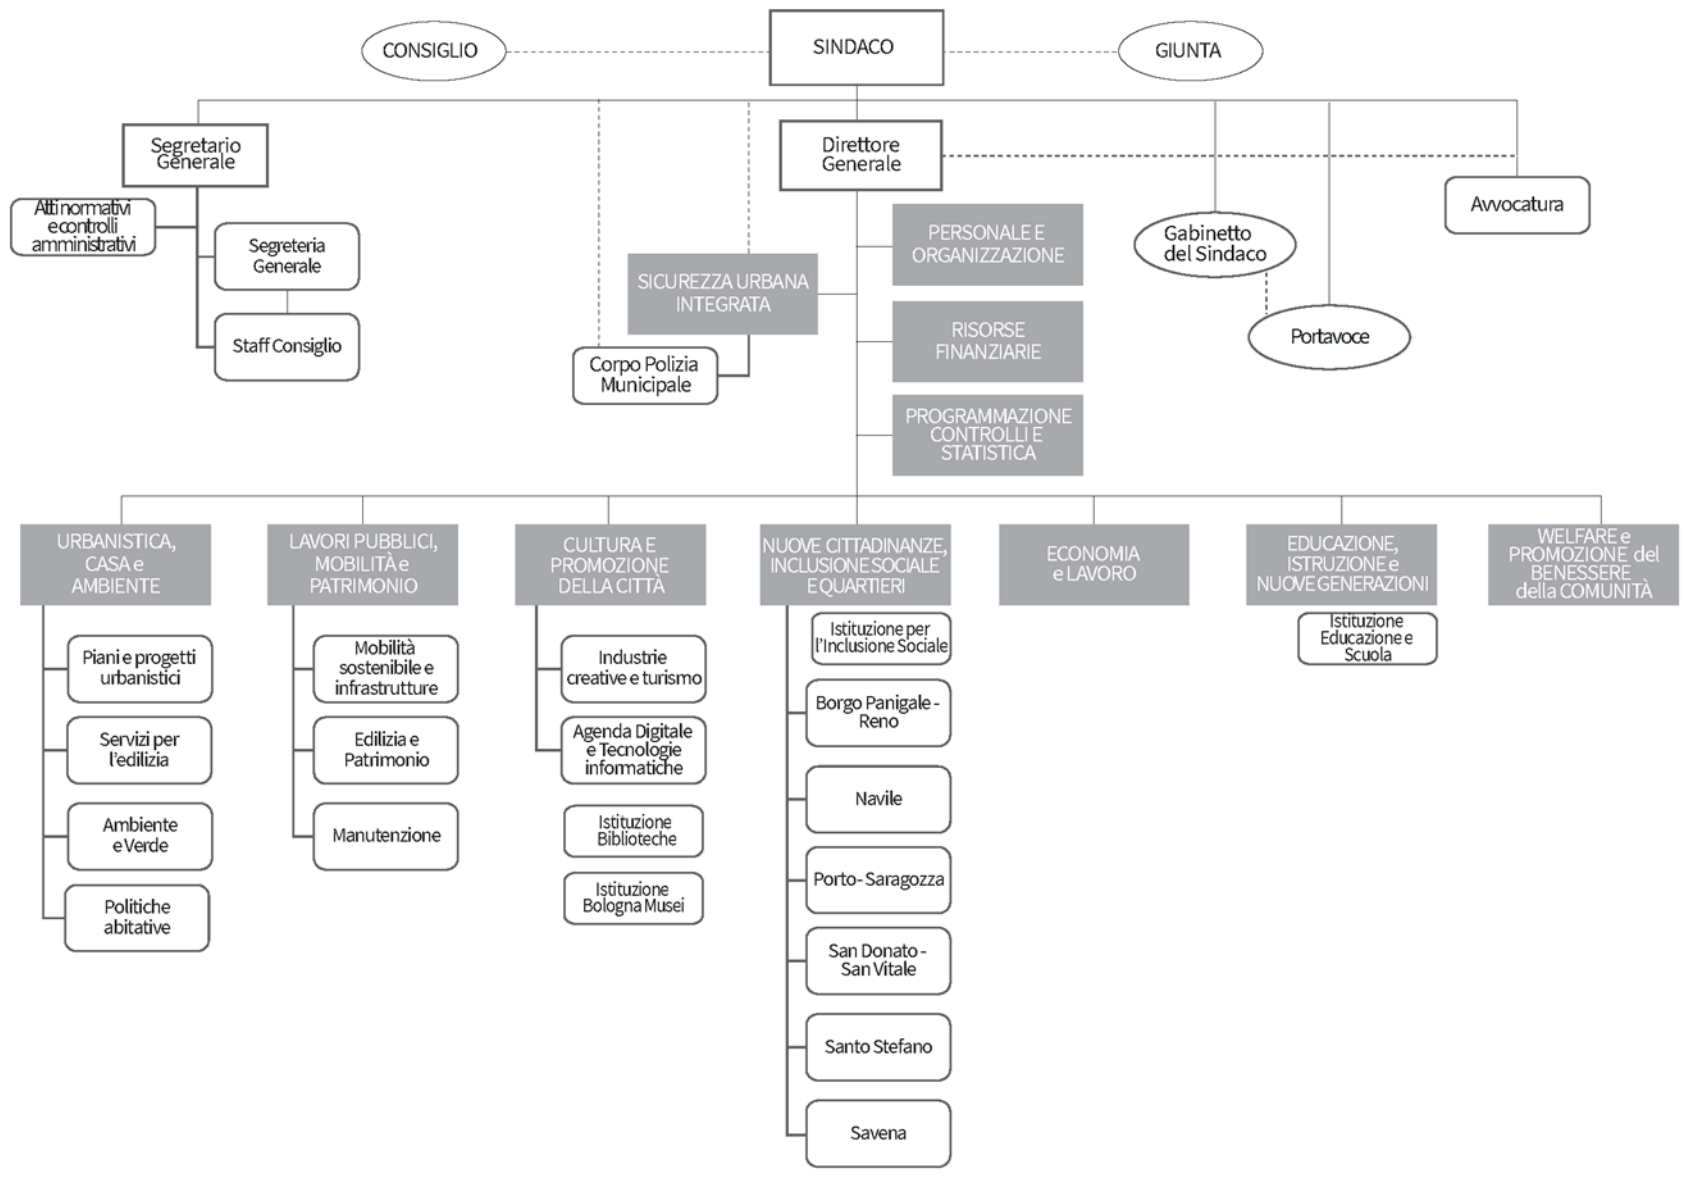 CONSIGLIO
SINDACO
GIUNTA
Segretario
Generale
Direttore
Generale
Atti normativi
e controlli
amministrativi
Segreteria
Generale
Staff Consiglio
SICUREZZA URBANA
INTEGRATA
Corpo Polizia
Municipale
PERSONALE E
ORGANIZZAZIONE
RISORSE
FINANZIARIE
PROGRAMMAZIONE
CONTROLLI E
STATISTICA
Gabinetto
del Sindaco
Portavoce
Avvocatura
URBANISTICA,
CASA e
AMBIENTE
Piani e progetti
urbanistici
Servizi per
l'edilizia
Ambiente
e Verde
Politiche
abitative
LAVORI PUBBLICI,
MOBILITÀ e
PATRIMONIO
Mobilità
sostenibile e
infrastrutture
Edilizia e
Patrimonio
Manutenzione
CULTURA E
PROMOZIONE
DELLA CITTÀ
Industrie
creative e turismo
Agenda Digitale
e Tecnologie
informatiche
Istituzione
Biblioteche
Istituzione
Bologna Musei
NUOVE CITTADINANZE,
INCLUSIONE SOCIALE
E QUARTIERI
Istituzione per
l'Inclusione Sociale
Borgo Panigale -
Reno
Navile
Porto- Saragozza
San Donato -
San Vitale
Santo Stefano
Savena
ECONOMIA
e LAVORO
EDUCAZIONE,
ISTRUZIONE e
NUOVE GENERAZIONI
Istituzione
Educazione e
Scuola
WELFARE e
PROMOZIONE del
BENESSERE
della COMUNITÀ